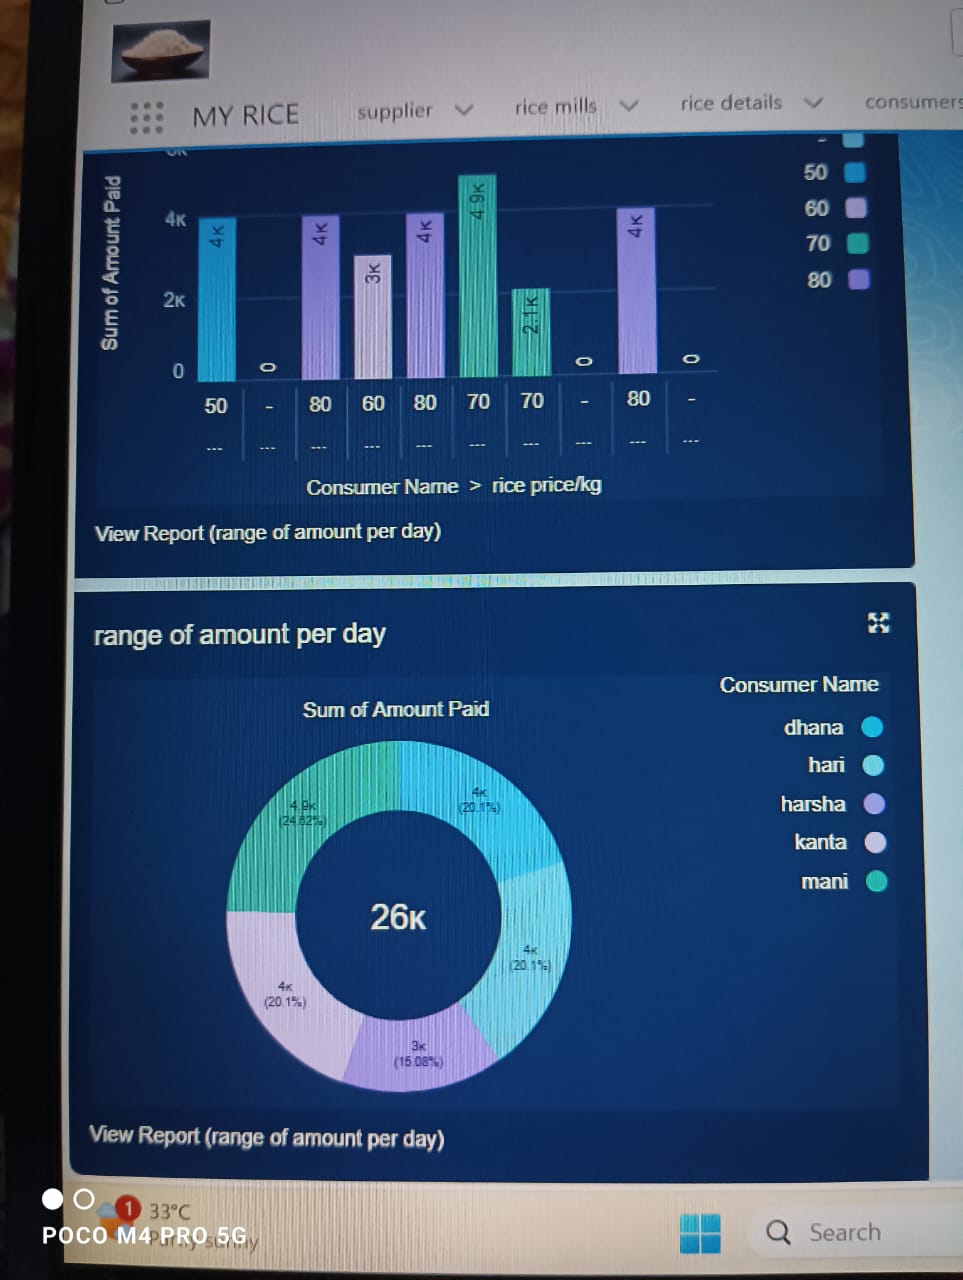 MY RICE supplier rice mills rice details consumers
Sum of Amount Paid
4K
2K
0
4K
0
4K
3K
4K
4.9K
2.1K
0
4K
0
50 - 80 60 80 70 70 - 80 -
--- --- --- --- --- --- --- --- --- ---
Consumer Name > rice price/kg
-
50
60
70
80
View Report (range of amount per day)
range of amount per day
Sum of Amount Paid
4.9K
(24.62%)
4K
(20.1%)
26K
4K
(20.1%)
4K
(20.1%)
3K
(15.08%)
Consumer Name
dhana
hari
harsha
kanta
mani
View Report (range of amount per day)
1
33°C
Partly sunny
POCO M4 PRO 5G
Search